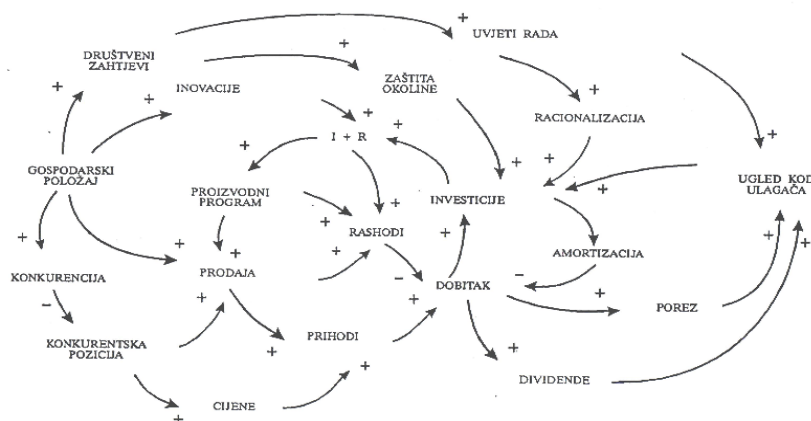 DRUŠTVENI
ZAHTJEVI
+
+
+
UVJETI RADA
INOVACIJE
+
ZAŠTITA
OKOLINE
+
RACIONALIZACIJA
+
+
I + R
+
+
GOSPODARSKI
POLOŽAJ
+
+
+
UGLED KOD
ULAGAČA
PROIZVODNI
PROGRAM
+
+
INVESTICIJE
+
+
RASHODI
+
+
+
+
+
+
+
KONKURENCIJA
PRODAJA
AMORTIZACIJA
−
−
DOBITAK
−
+
+
+
POREZ
KONKURENTSKA
POZICIJA
+
PRIHODI
+
+
DIVIDENDE
+
CIJENE